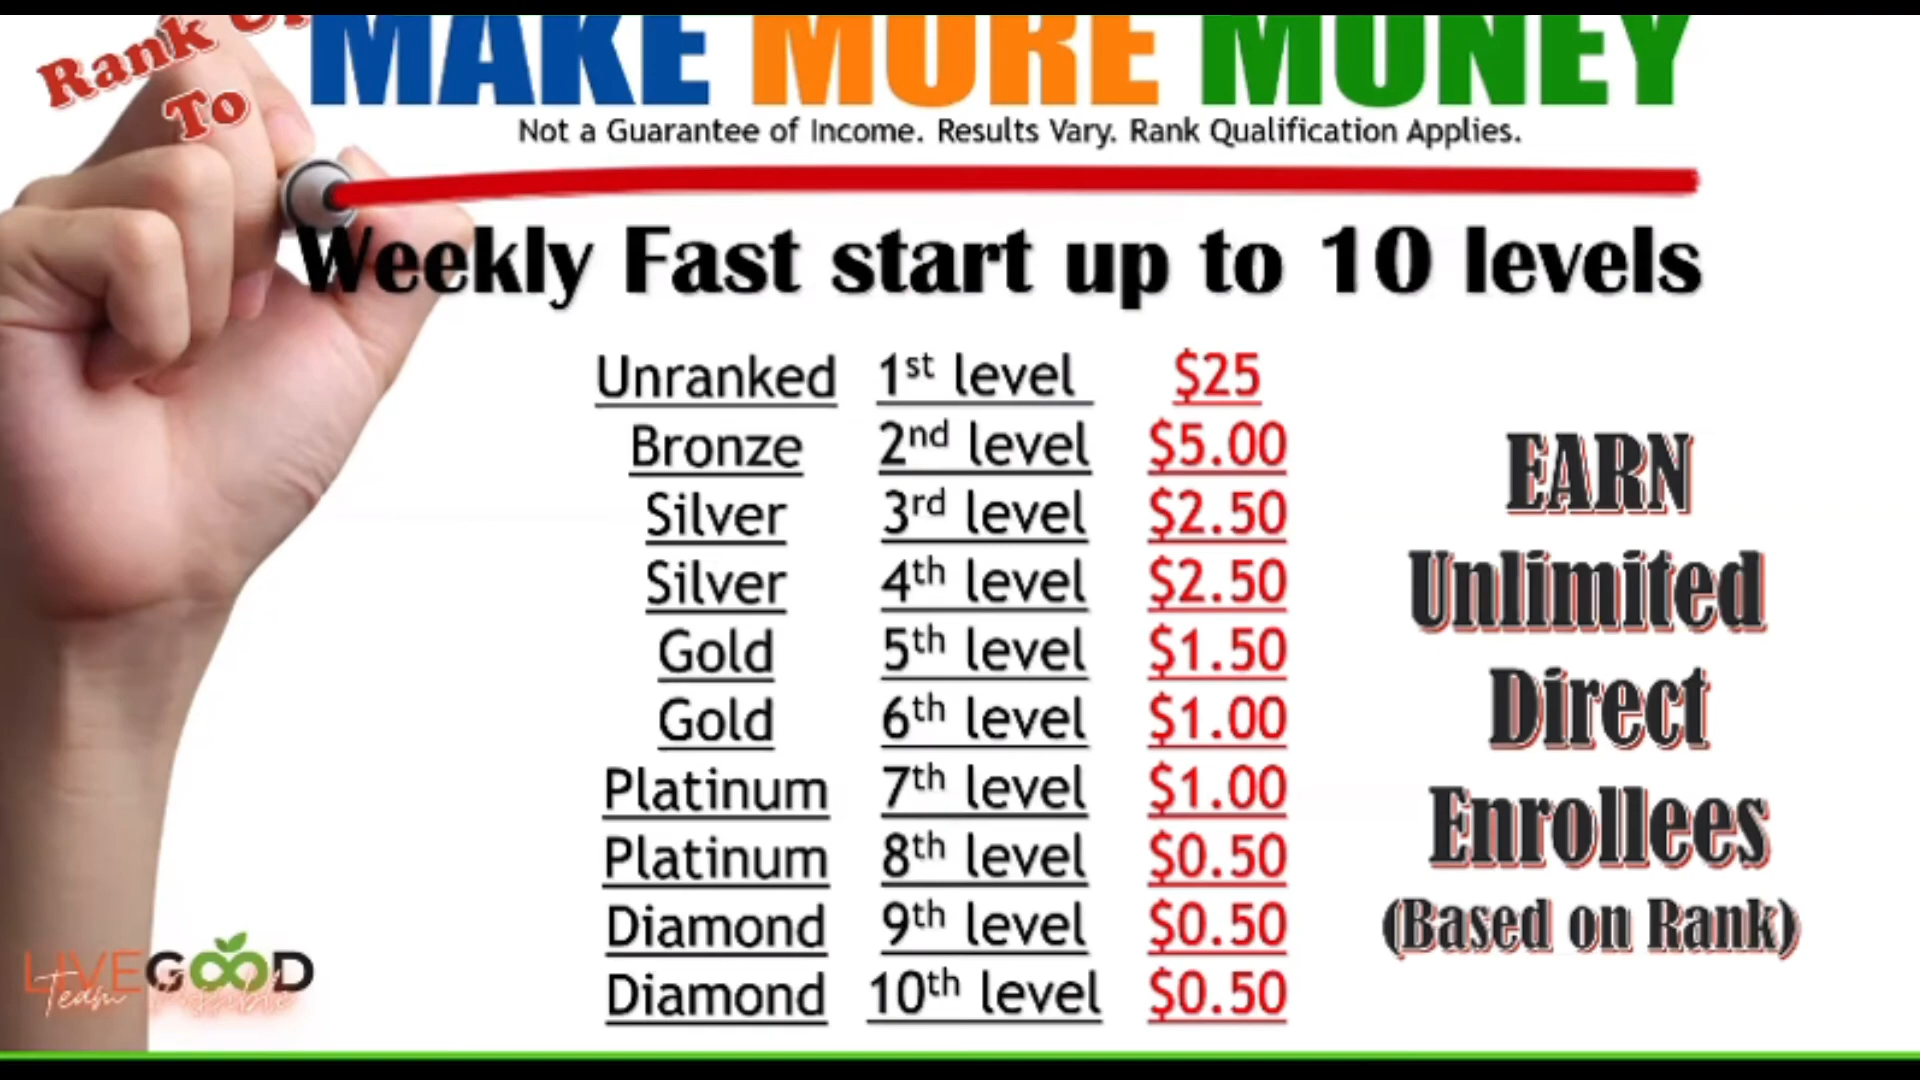 Rank Up
To
MAKE MORE MONEY
Not a Guarantee of Income. Results Vary. Rank Qualification Applies.
Weekly Fast start up to 10 levels
Unranked 1st level $25
Bronze 2nd level $5.00
Silver 3rd level $2.50
Silver 4th level $2.50
Gold 5th level $1.50
Gold 6th level $1.00
Platinum 7th level $1.00
Platinum 8th level $0.50
Diamond 9th level $0.50
Diamond 10th level $0.50
EARN
Unlimited
Direct
Enrollees
(Based on Rank)
LIVEGOOD
Team